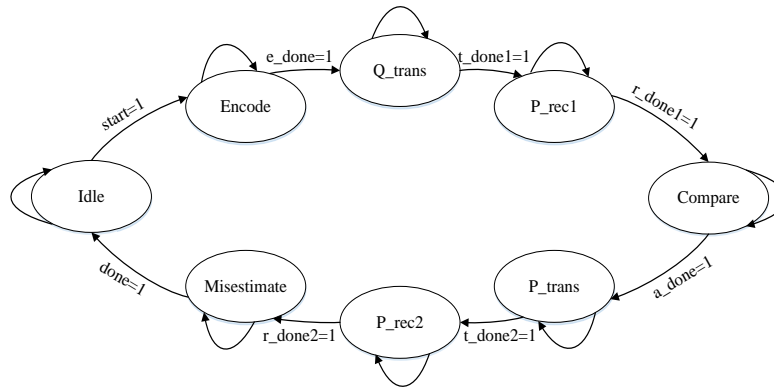 Q_trans
e_done=1
t_done1=1
Encode
P_rec1
r_done1=1
start=1
Idle
Compare
Misestimate
P_trans
done=1
a_done=1
P_rec2
r_done2=1
t_done2=1